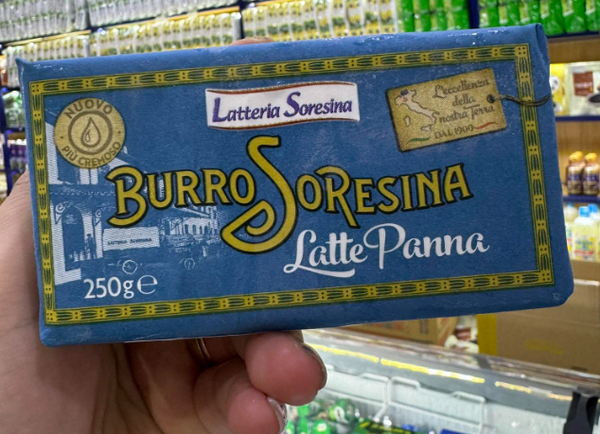 NUOVO
PIÙ CREMOSO
Latteria Soresina
L'eccellenza
della
nostra Terra
DAL 1900
BURRO SORESINA
Latte Panna
LATTERIA SORESINA
250g e